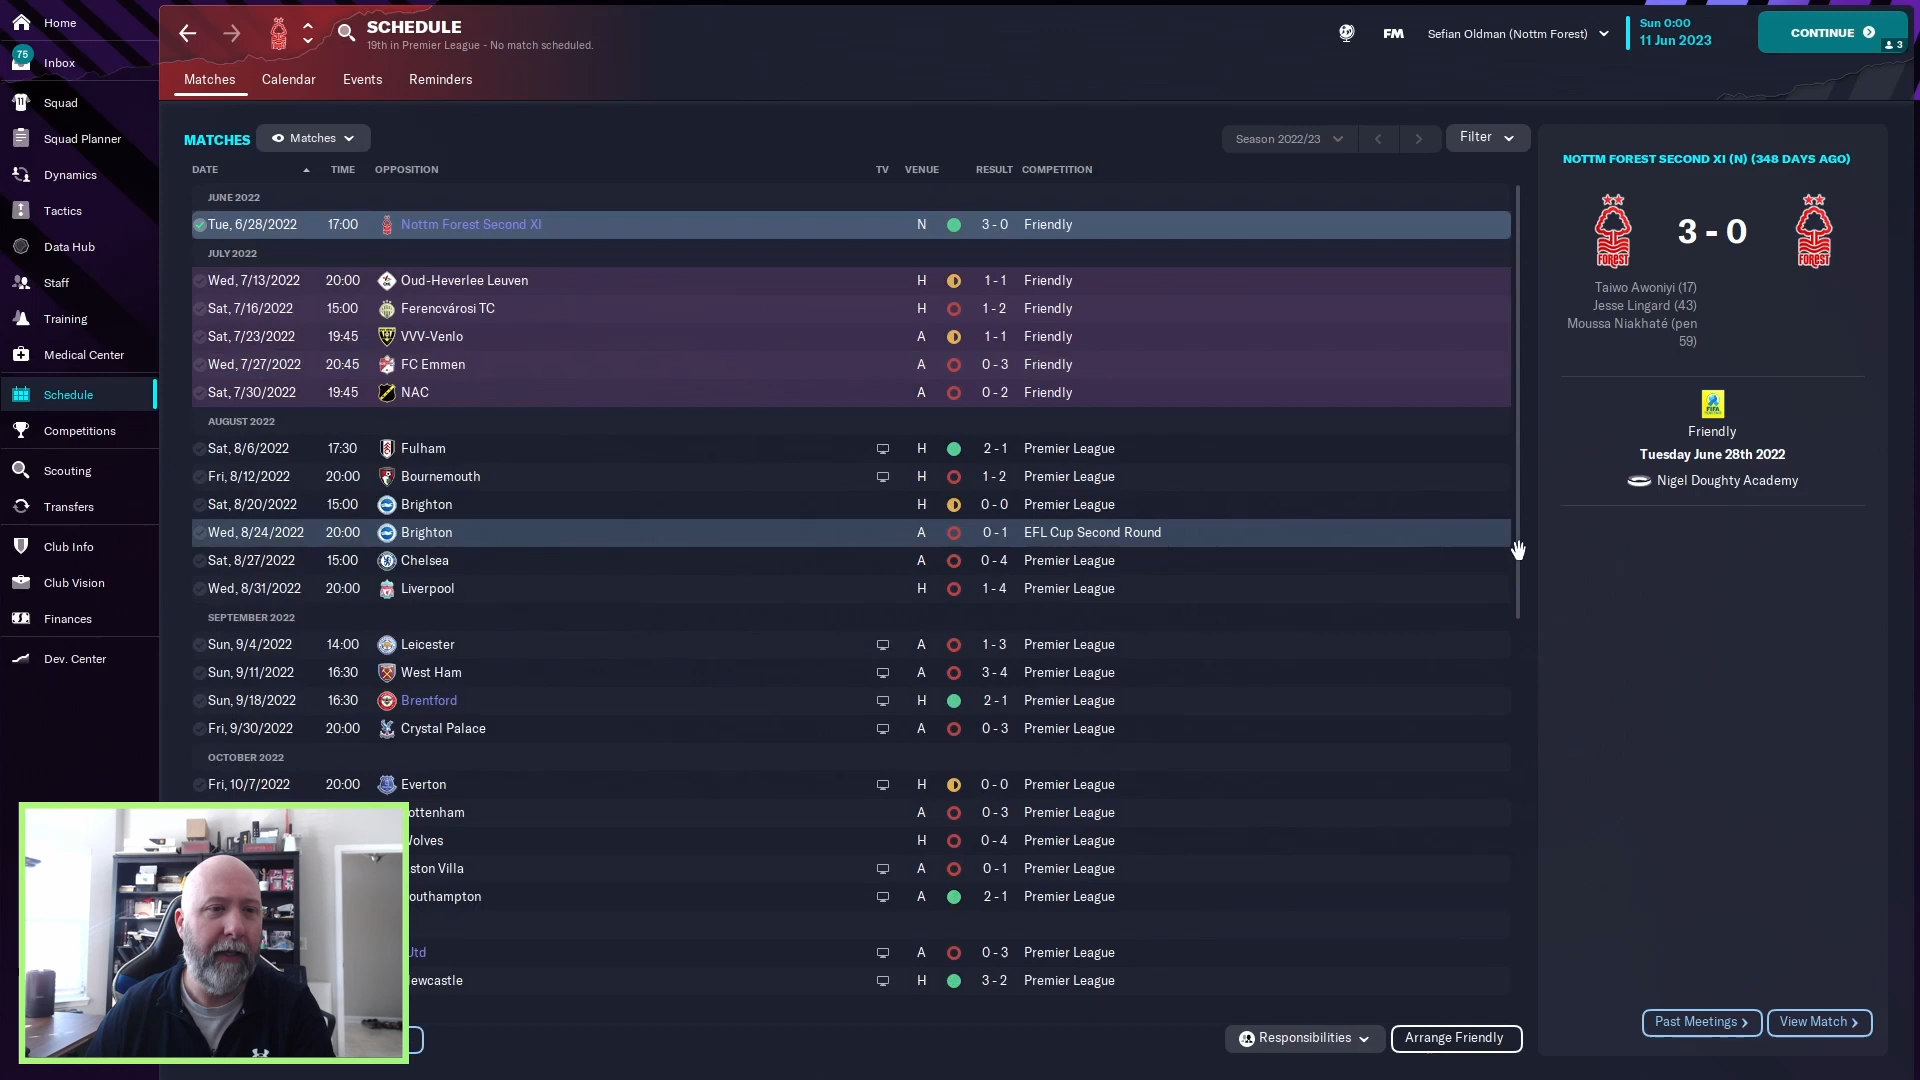 Home
75
Inbox
Squad
Squad Planner
Dynamics
Tactics
Data Hub
Staff
Training
Medical Center
Schedule
Competitions
Scouting
Transfers
Club Info
Club Vision
Finances
Dev. Center
SCHEDULE
19th in Premier League - No match scheduled.
FM
Sefian Oldman (Nottm Forest)
Sun 0:00
11 Jun 2023
CONTINUE
3
Matches Calendar Events Reminders
MATCHES Matches Season 2022/23 Filter
DATE TIME OPPOSITION TV VENUE RESULT COMPETITION
JUNE 2022
Tue, 6/28/2022 17:00 Nottm Forest Second XI N 3 - 0 Friendly
JULY 2022
Wed, 7/13/2022 20:00 Oud-Heverlee Leuven H 1 - 1 Friendly
Sat, 7/16/2022 15:00 Ferencvárosi TC H 1 - 2 Friendly
Sat, 7/23/2022 19:45 VVV-Venlo A 1 - 1 Friendly
Wed, 7/27/2022 20:45 FC Emmen A 0 - 3 Friendly
Sat, 7/30/2022 19:45 NAC A 0 - 2 Friendly
AUGUST 2022
Sat, 8/6/2022 17:30 Fulham H 2 - 1 Premier League
Fri, 8/12/2022 20:00 Bournemouth H 1 - 2 Premier League
Sat, 8/20/2022 15:00 Brighton H 0 - 0 Premier League
Wed, 8/24/2022 20:00 Brighton A 0 - 1 EFL Cup Second Round
Sat, 8/27/2022 15:00 Chelsea A 0 - 4 Premier League
Wed, 8/31/2022 20:00 Liverpool H 1 - 4 Premier League
SEPTEMBER 2022
Sun, 9/4/2022 14:00 Leicester A 1 - 3 Premier League
Sun, 9/11/2022 16:30 West Ham A 3 - 4 Premier League
Sun, 9/18/2022 16:30 Brentford H 2 - 1 Premier League
Fri, 9/30/2022 20:00 Crystal Palace A 0 - 3 Premier League
OCTOBER 2022
Fri, 10/7/2022 20:00 Everton H 0 - 0 Premier League
ottenham A 0 - 3 Premier League
Wolves H 0 - 4 Premier League
ston Villa A 0 - 1 Premier League
outhampton A 2 - 1 Premier League
Utd A 0 - 3 Premier League
ewcastle H 3 - 2 Premier League
Responsibilities Arrange Friendly
NOTTM FOREST SECOND XI (N) (348 DAYS AGO)
3 - 0
FOREST
FOREST
Taiwo Awoniyi (17)
Jesse Lingard (43)
Moussa Niakhaté (pen
59)
FIFA
Friendly
Tuesday June 28th 2022
Nigel Doughty Academy
Past Meetings View Match